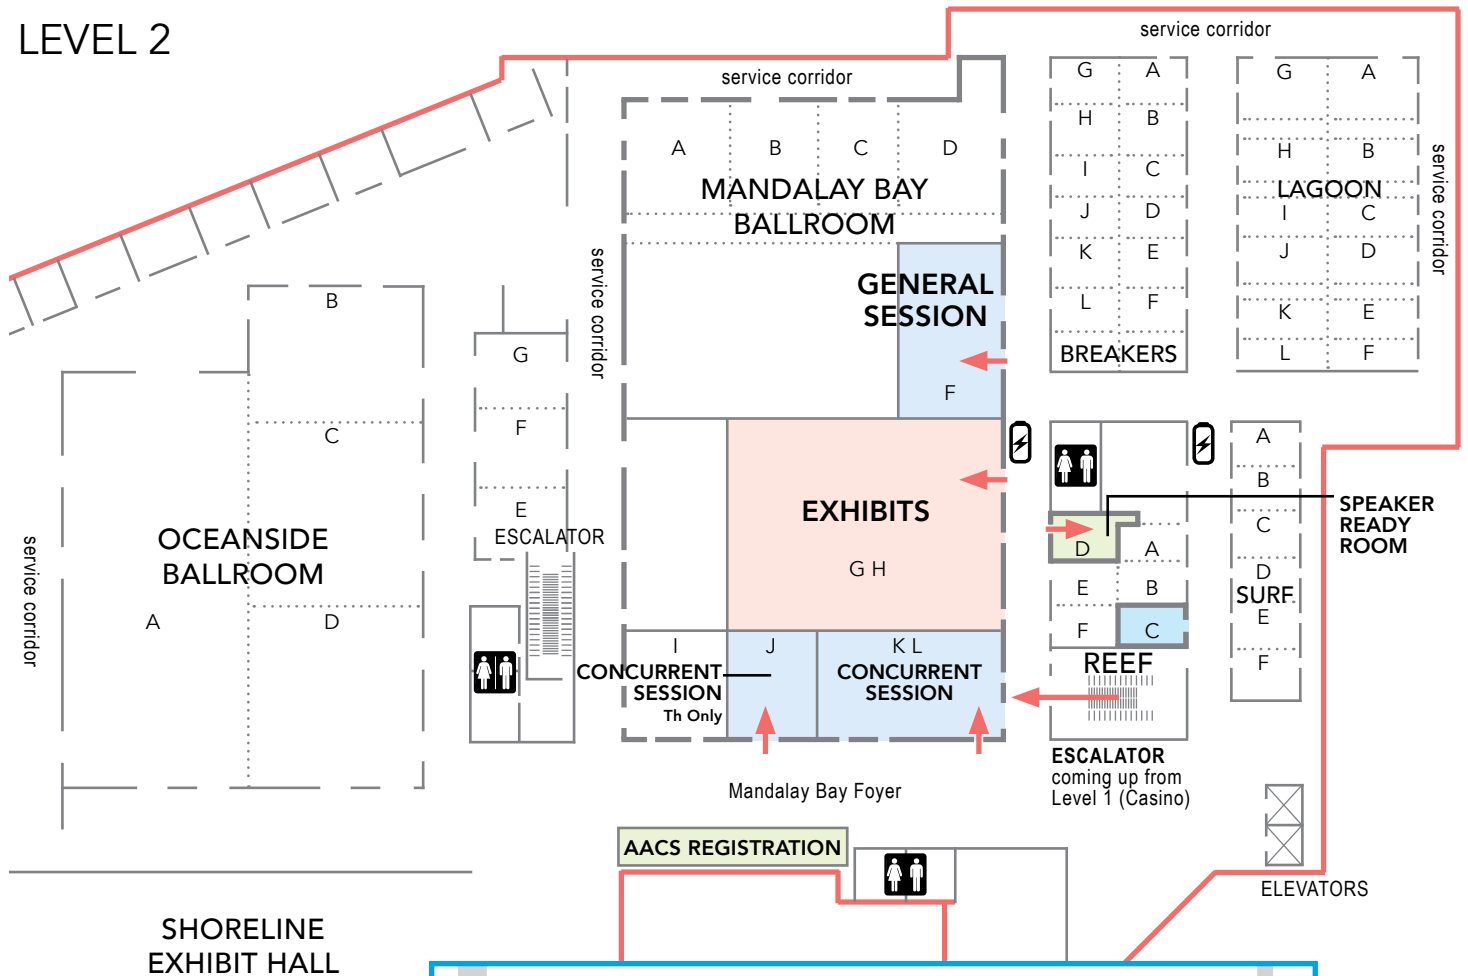 LEVEL 2
service corridor
service corridor
G A
H B
I C
J D
K E
L F
BREAKERS
G A
H B
LAGOON
I C
J D
K E
L F
service corridor
A B C D
MANDALAY BAY
BALLROOM
service corridor
GENERAL
SESSION
F
EXHIBITS
G H
I
J
K L
CONCURRENT
SESSION
Th Only
CONCURRENT
SESSION
B
C
OCEANSIDE
BALLROOM
A
D
service corridor
G
F
E
ESCALATOR
D A
E B
F C
REEF
SPEAKER
READY
ROOM
A
B
C
D
SURF
E
F
ESCALATOR
coming up from
Level 1 (Casino)
Mandalay Bay Foyer
AACS REGISTRATION
ELEVATORS
SHORELINE
EXHIBIT HALL